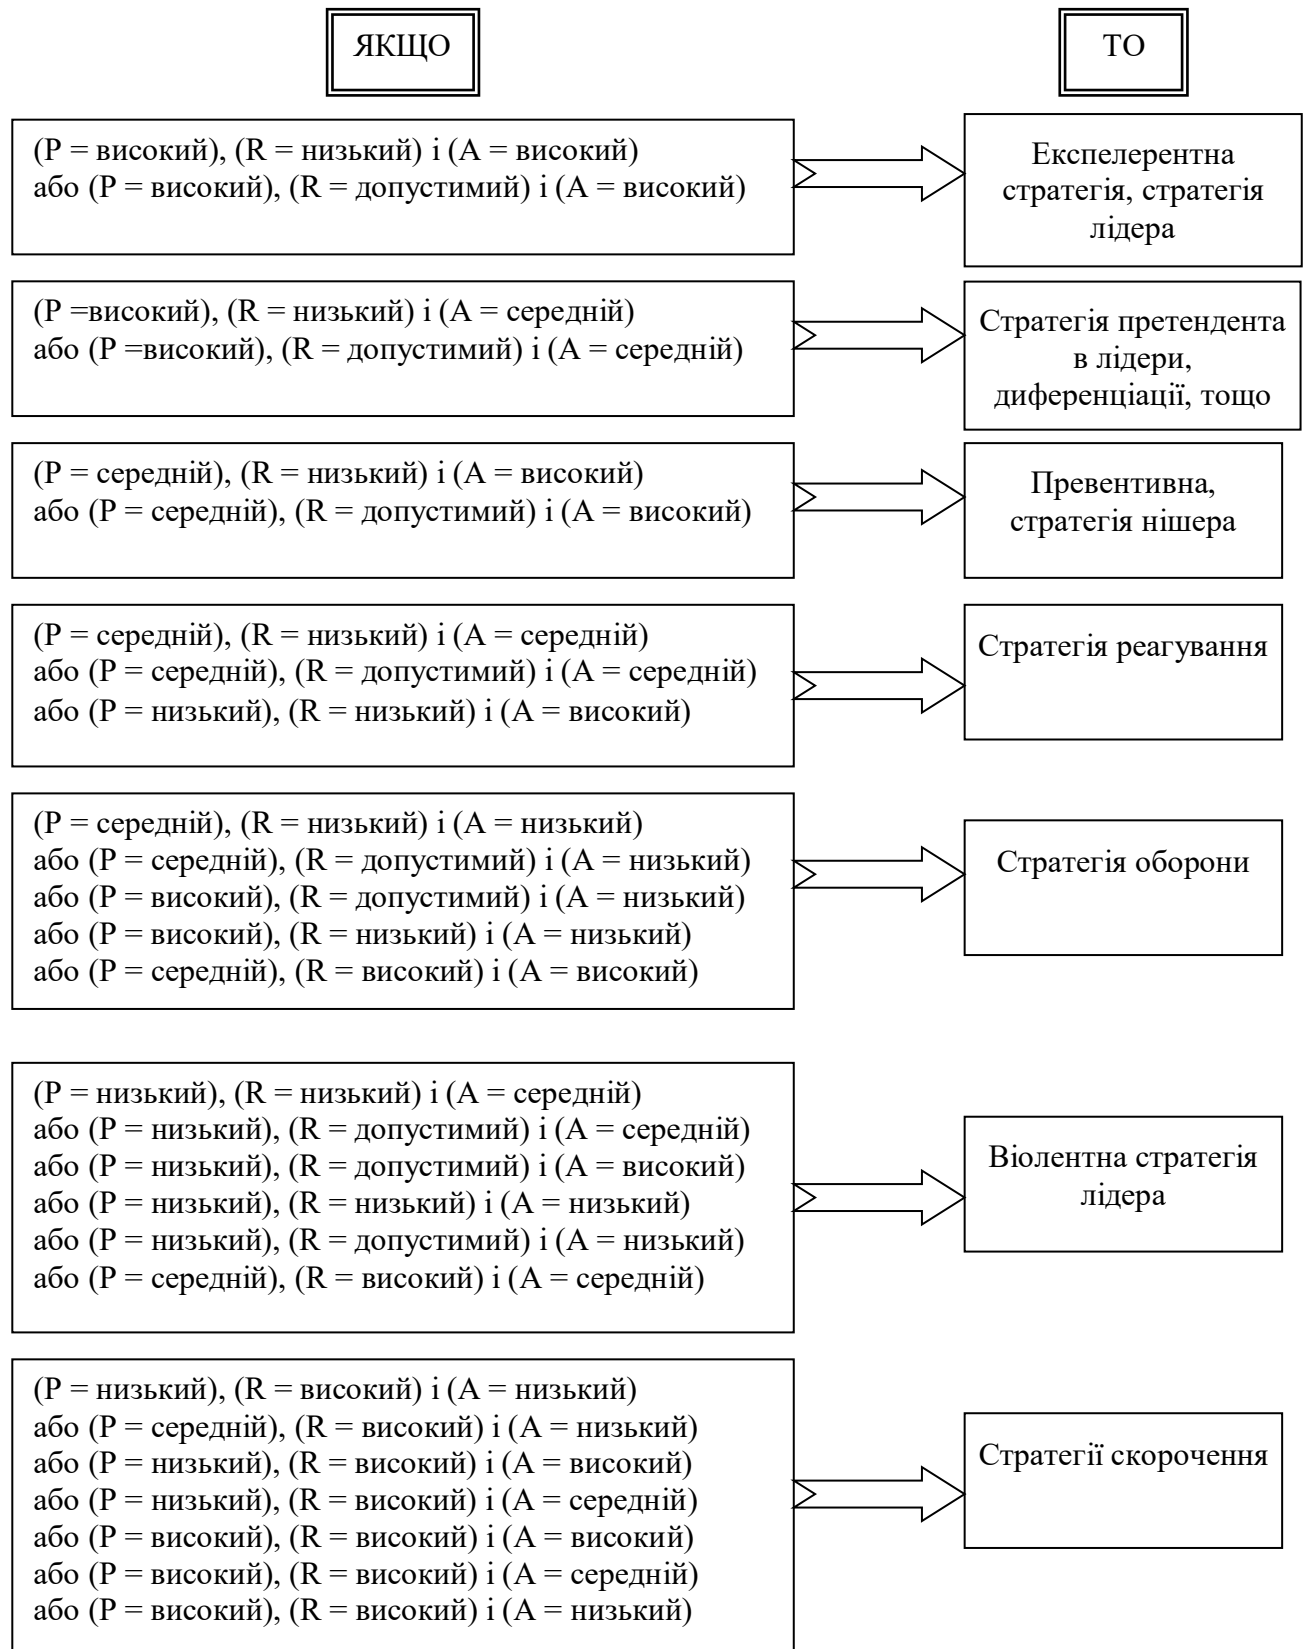 ЯКЩО
ТО
(P = високий), (R = низький) і (A = високий)
або (P = високий), (R = допустимий) і (A = високий)
Експелерентна
стратегія, стратегія
лідера
(P =високий), (R = низький) і (A = середній)
або (P =високий), (R = допустимий) і (A = середній)
Стратегія претендента
в лідери,
диференціації, тощо
(P = середній), (R = низький) і (A = високий)
або (P = середній), (R = допустимий) і (A = високий)
Превентивна,
стратегія нішера
(P = середній), (R = низький) і (A = середній)
або (P = середній), (R = допустимий) і (A = середній)
або (P = низький), (R = низький) і (A = високий)
Стратегія реагування
(P = середній), (R = низький) і (A = низький)
або (P = середній), (R = допустимий) і (A = низький)
або (P = високий), (R = допустимий) і (A = низький)
або (P = високий), (R = низький) і (A = низький)
або (P = середній), (R = високий) і (A = високий)
Стратегія оборони
(P = низький), (R = низький) і (A = середній)
або (P = низький), (R = допустимий) і (A = середній)
або (P = низький), (R = допустимий) і (A = високий)
або (P = низький), (R = низький) і (A = низький)
або (P = низький), (R = допустимий) і (A = низький)
або (P = середній), (R = високий) і (A = середній)
Віолентна стратегія
лідера
(P = низький), (R = високий) і (A = низький)
або (P = середній), (R = високий) і (A = низький)
або (P = низький), (R = високий) і (A = високий)
або (P = низький), (R = високий) і (A = середній)
або (P = високий), (R = високий) і (A = високий)
або (P = високий), (R = високий) і (A = середній)
або (P = високий), (R = високий) і (A = низький)
Стратегії скорочення